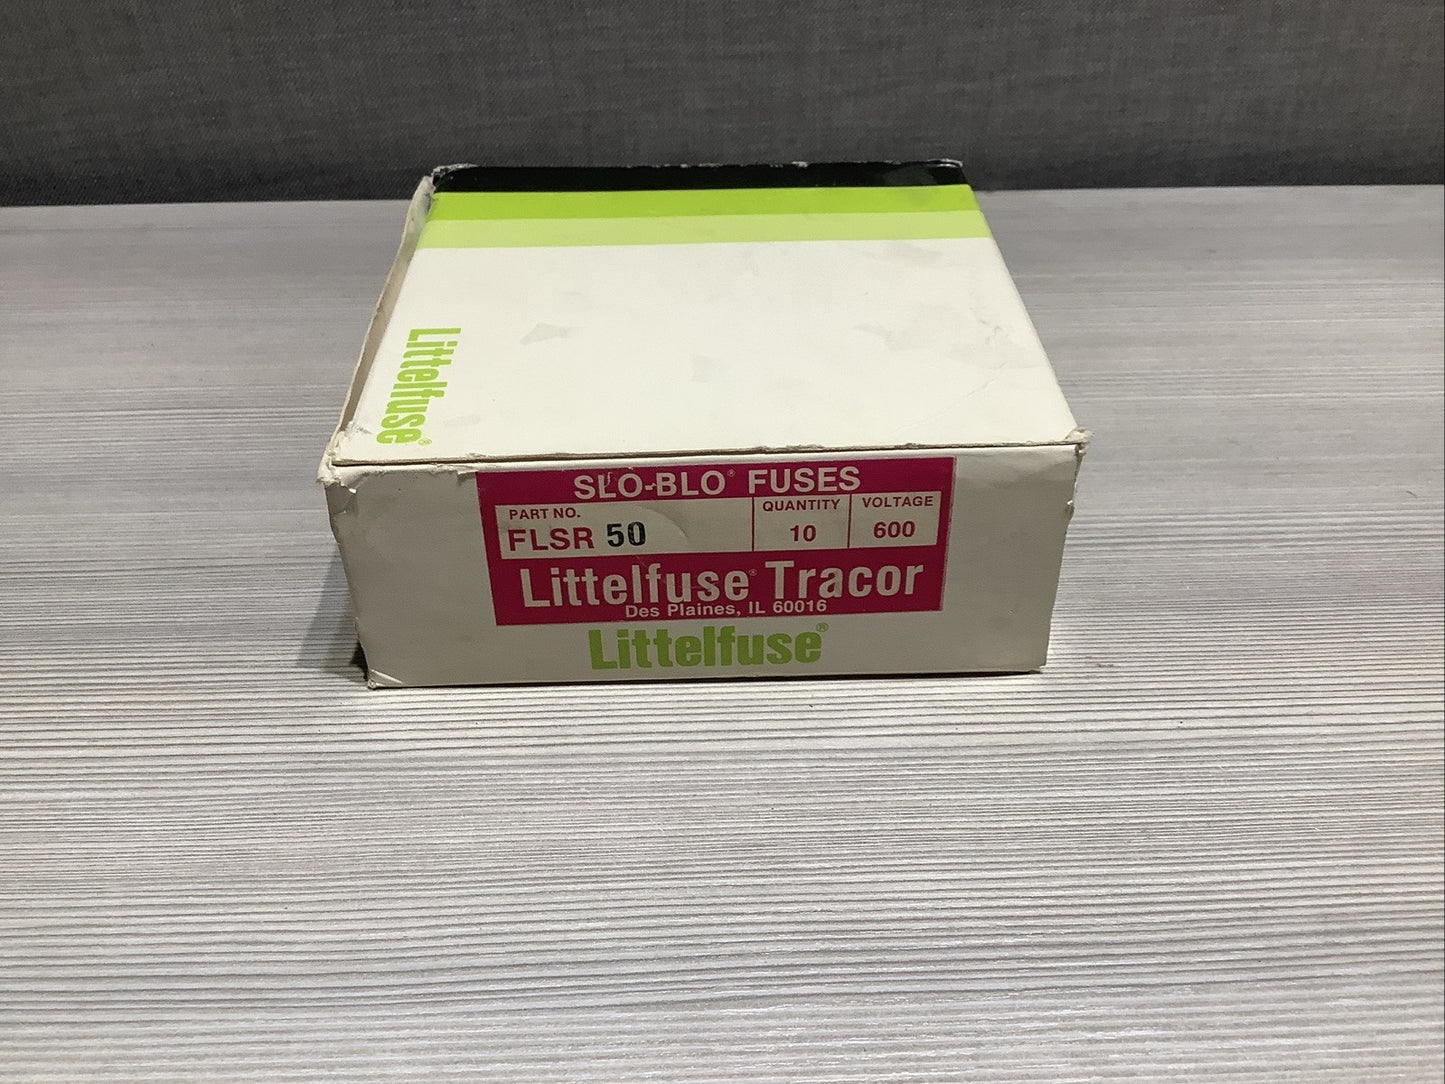 Littelfuse®
SLO-BLO® FUSES
PART NO. QUANTITY VOLTAGE
FLSR 50 10 600
Littelfuse® Tracor
Des Plaines, IL 60016
Littelfuse®